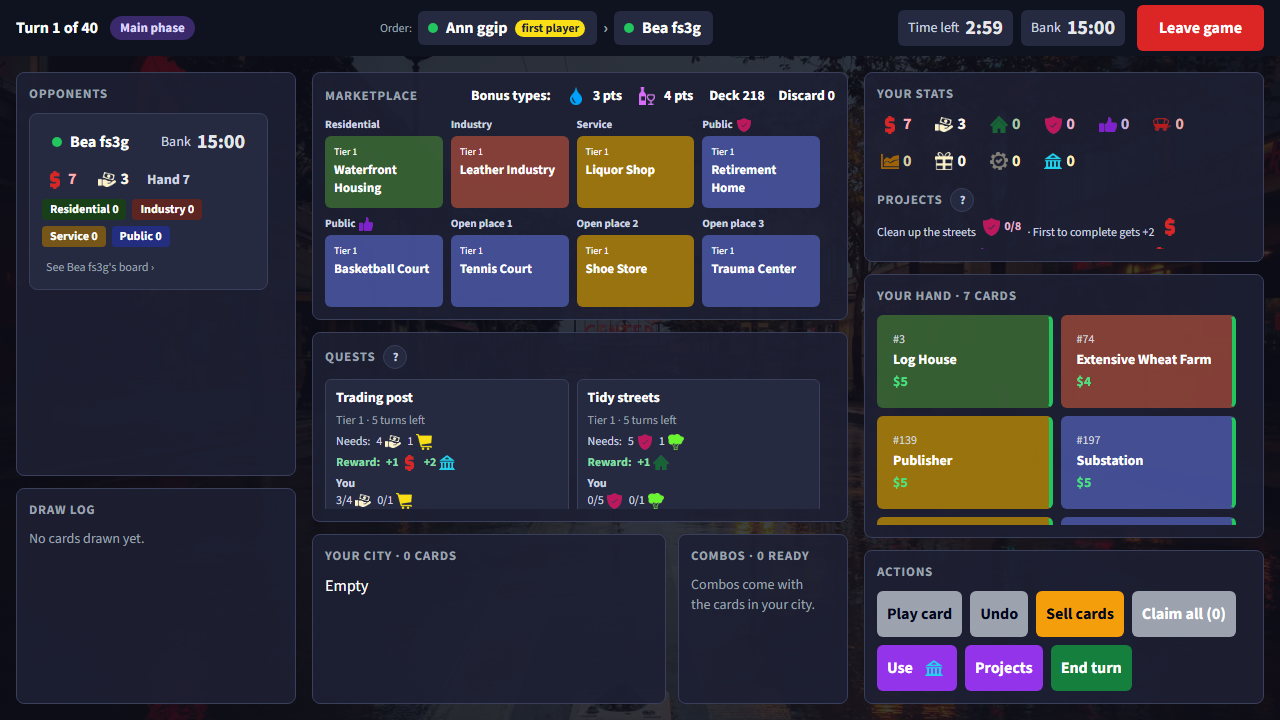 Turn 1 of 40 Main phase
Order: Ann ggip first player › Bea fs3g
Time left 2:59 Bank 15:00 Leave game
OPPONENTS
Bea fs3g Bank 15:00
7 3 Hand 7
Residential 0 Industry 0
Service 0 Public 0
See Bea fs3g's board ›
DRAW LOG
No cards drawn yet.
MARKETPLACE Bonus types: 3 pts 4 pts Deck 218 Discard 0
Residential Industry Service Public
Tier 1 Tier 1 Tier 1 Tier 1
Waterfront Housing Leather Industry Liquor Shop Retirement Home
Public Open place 1 Open place 2 Open place 3
Tier 1 Tier 1 Tier 1 Tier 1
Basketball Court Tennis Court Shoe Store Trauma Center
QUESTS ?
Trading post
Tier 1 · 5 turns left
Needs: 4 1
Reward: +1 +2
You
3/4 0/1
Tidy streets
Tier 1 · 5 turns left
Needs: 5 1
Reward: +1
You
0/5 0/1
YOUR CITY · 0 CARDS
Empty
COMBOS · 0 READY
Combos come with
the cards in your city.
YOUR STATS
7 3 0 0 0 0
0 0 0 0
PROJECTS ?
Clean up the streets 0/8 · First to complete gets +2
YOUR HAND · 7 CARDS
#3
Log House
$5
#74
Extensive Wheat Farm
$4
#139
Publisher
$5
#197
Substation
$5
ACTIONS
Play card Undo Sell cards Claim all (0)
Use Projects End turn